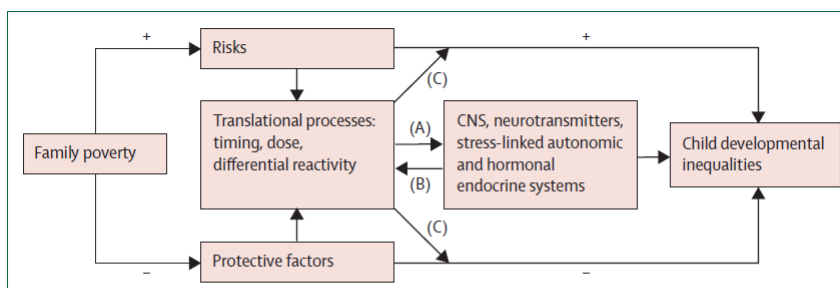 +
+
Risks
(C)
Translational processes:
timing, dose,
differential reactivity
(A)
(B)
CNS, neurotransmitters,
stress-linked autonomic
and hormonal
endocrine systems
Child developmental
inequalities
Family poverty
(C)
Protective factors
–
–